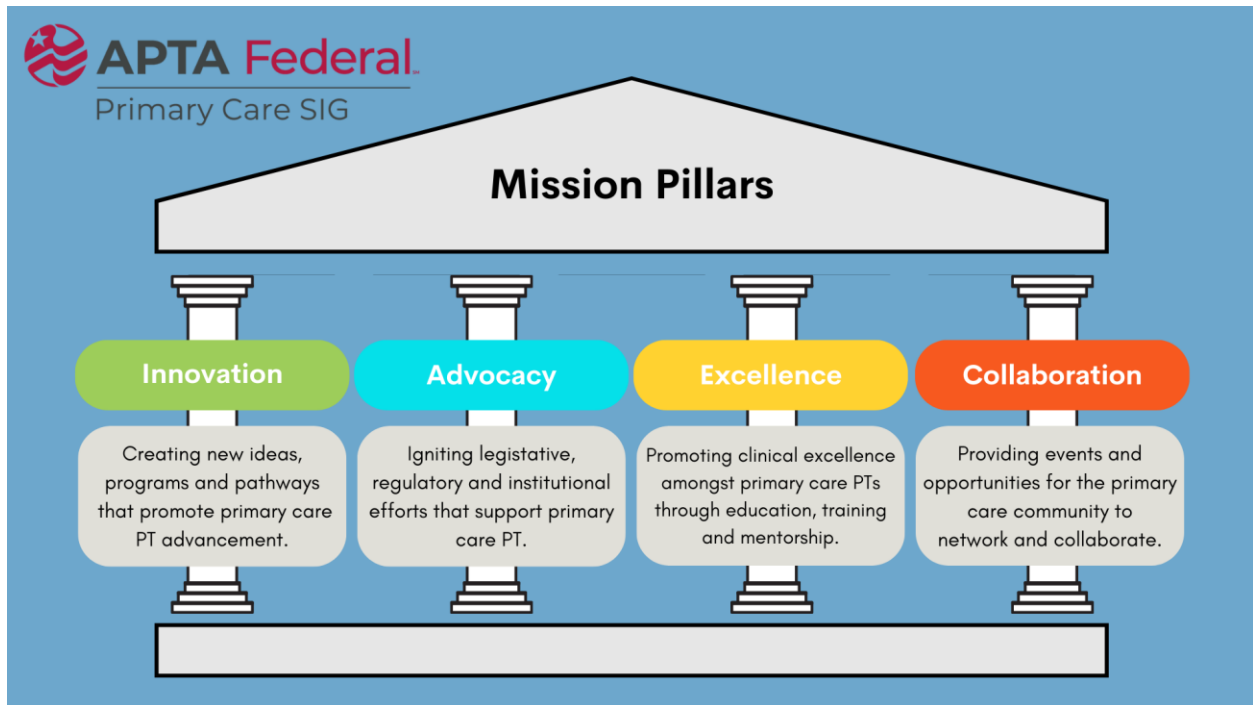 APTA Federal
Primary Care SIG
Mission Pillars
Innovation
Creating new ideas,
programs and pathways
that promote primary care
PT advancement.
Advocacy
Igniting legistative,
regulatory and institutional
efforts that support primary
care PT.
Excellence
Promoting clinical excellence
amongst primary care PTs
through education, training
and mentorship.
Collaboration
Providing events and
opportunities for the primary
care community to
network and collaborate.